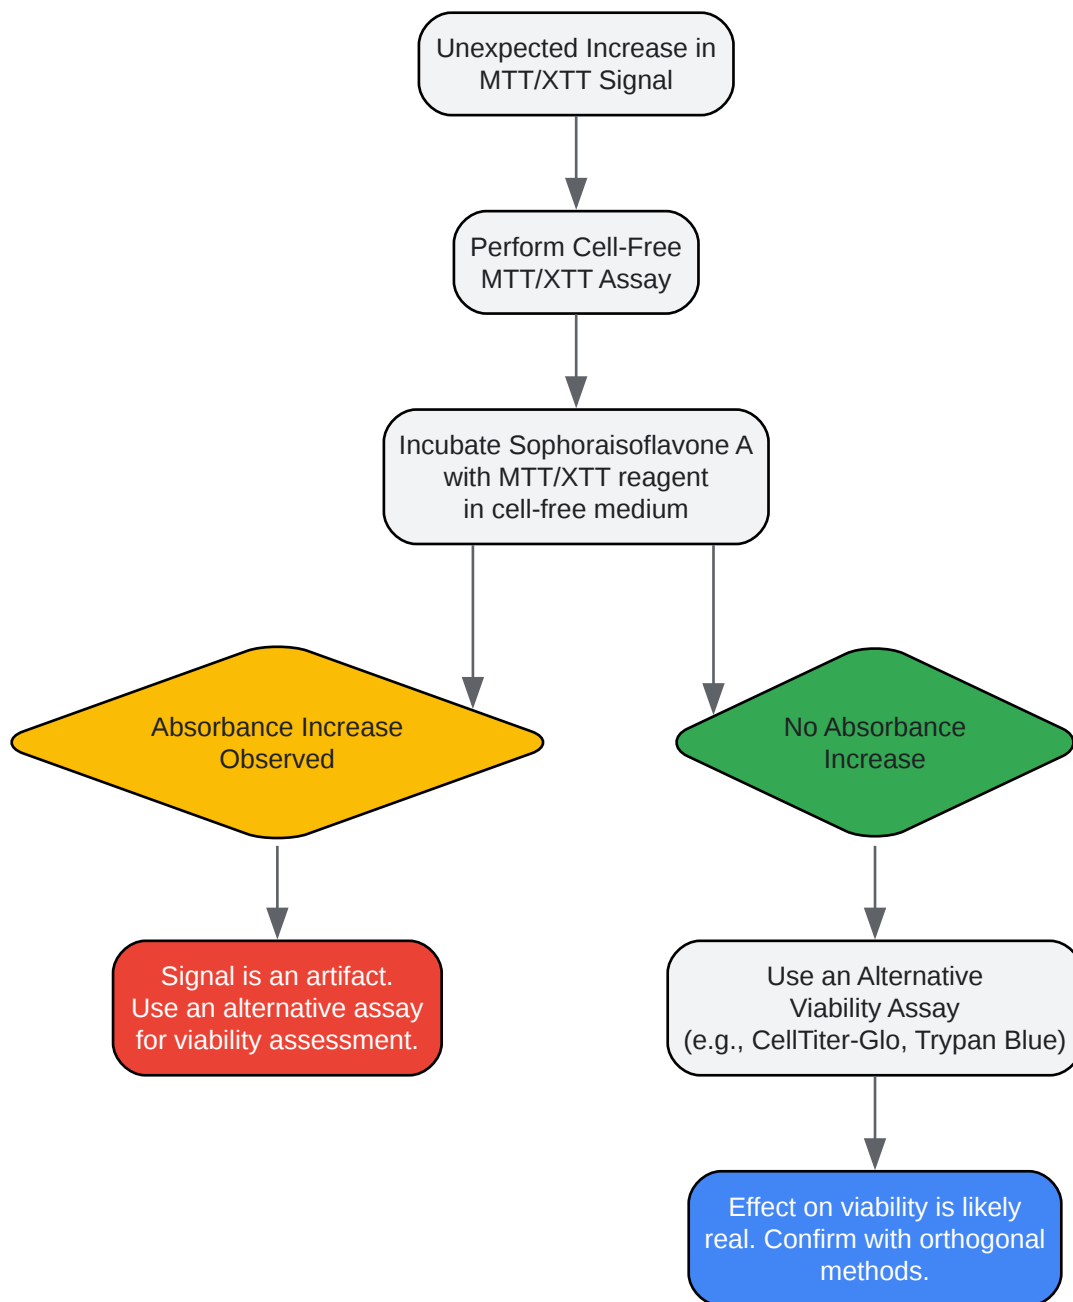 Unexpected Increase in
MTT/XTT Signal
Perform Cell-Free
MTT/XTT Assay
Incubate Sophoraisoflavone A
with MTT/XTT reagent
in cell-free medium
Absorbance Increase
Observed
No Absorbance
Increase
Signal is an artifact.
Use an alternative assay
for viability assessment.
Use an Alternative
Viability Assay
(e.g., CellTiter-Glo, Trypan Blue)
Effect on viability is likely
real. Confirm with orthogonal
methods.